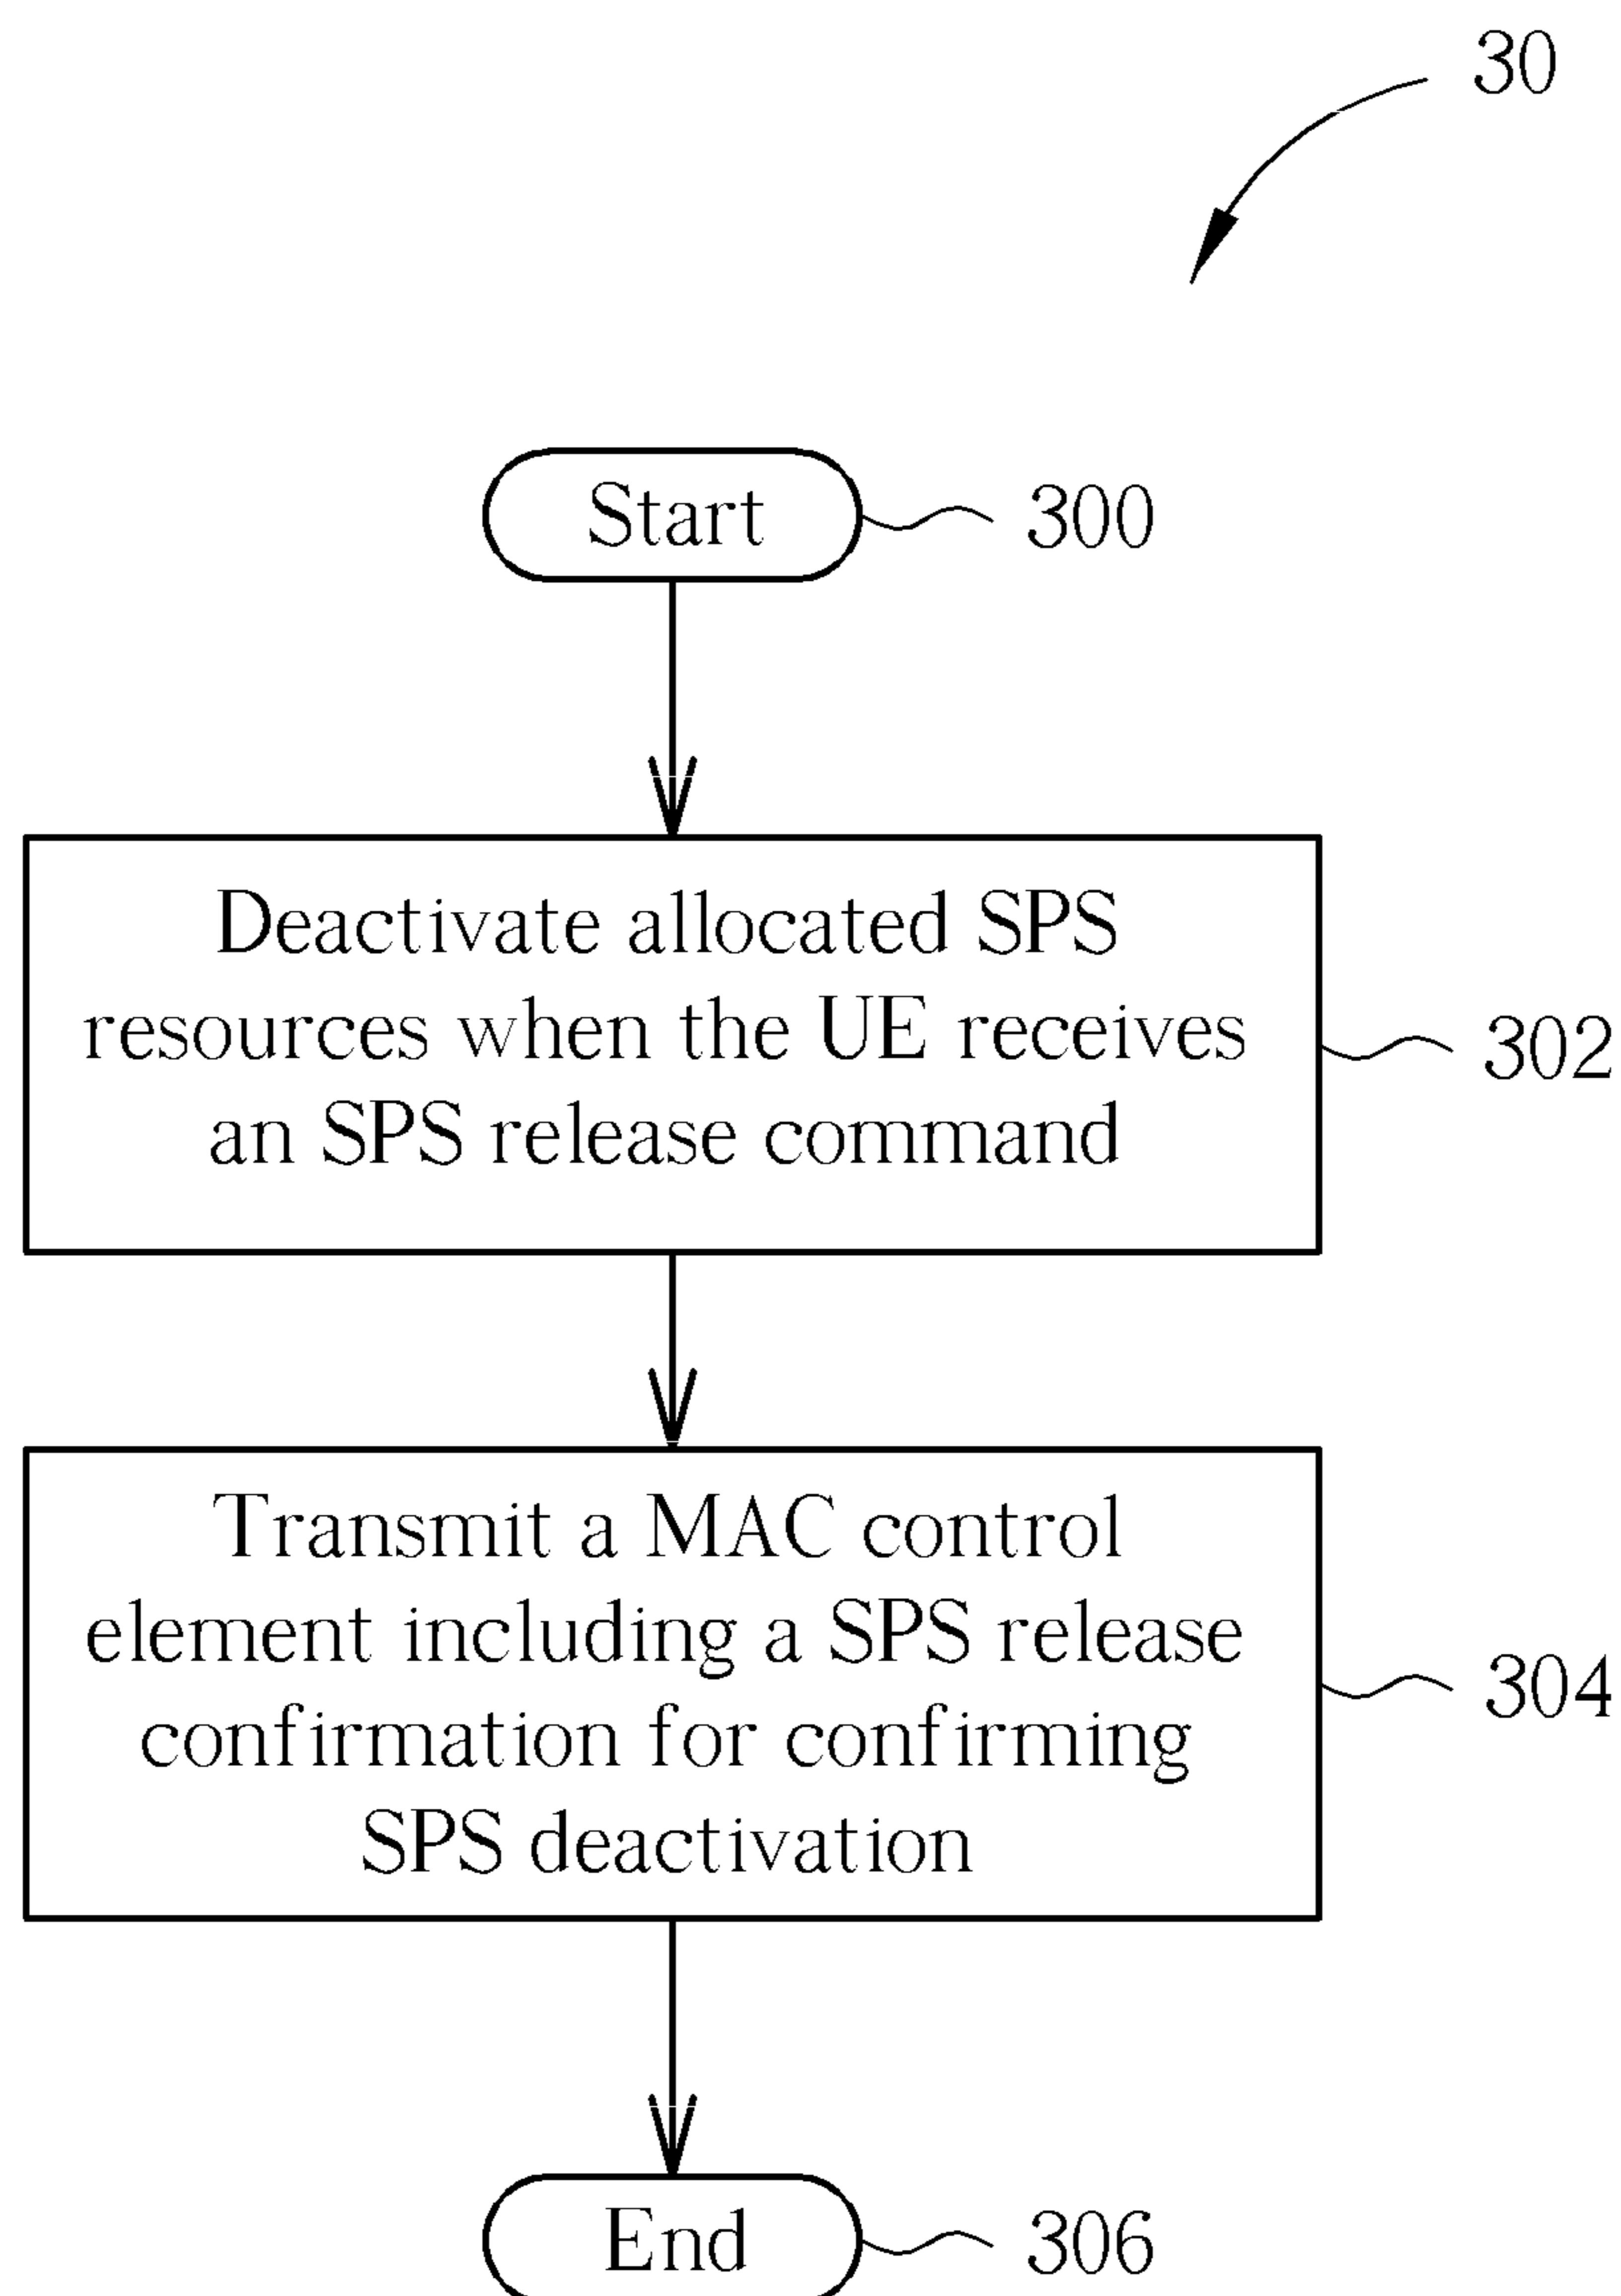 30
Start
300
Deactivate allocated SPS
resources when the UE receives
an SPS release command
302
Transmit a MAC control
element including a SPS release
confirmation for confirming
SPS deactivation
304
End
306